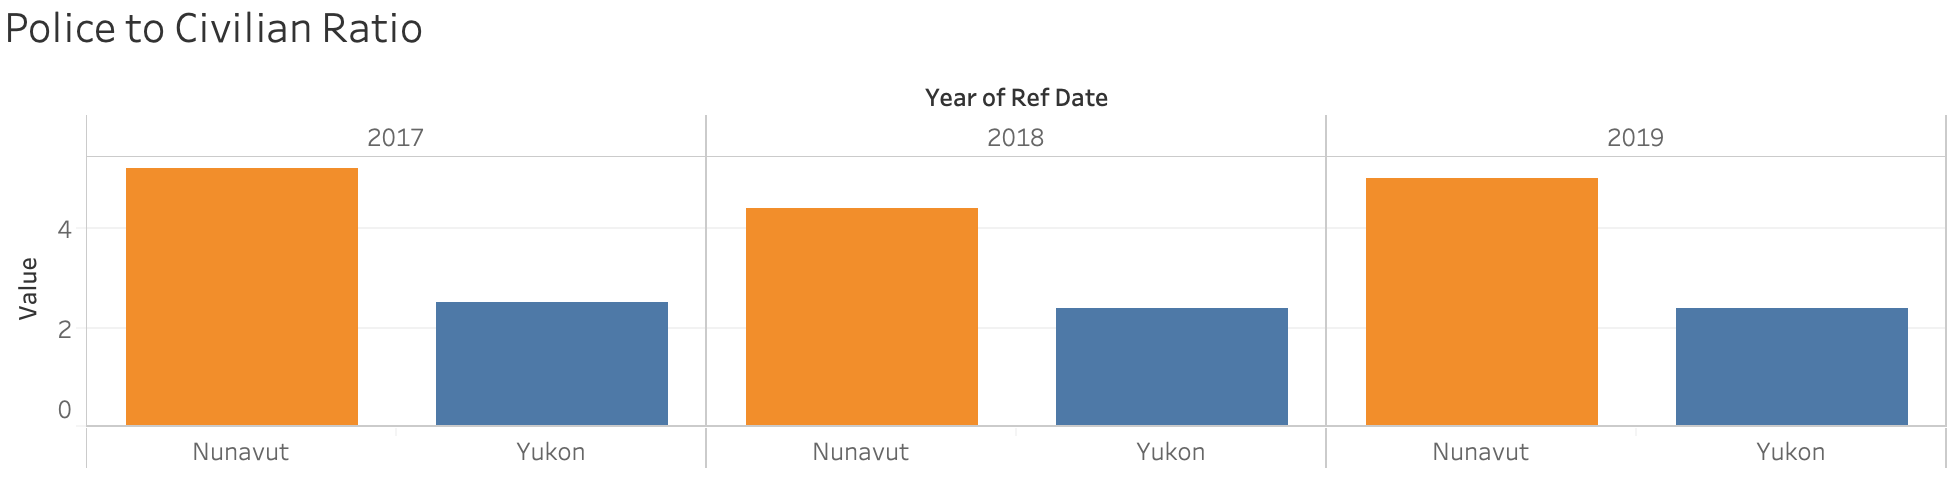 Police to Civilian Ratio
Year of Ref Date
2017 2018 2019
Value
4
2
0
Nunavut Yukon Nunavut Yukon Nunavut Yukon